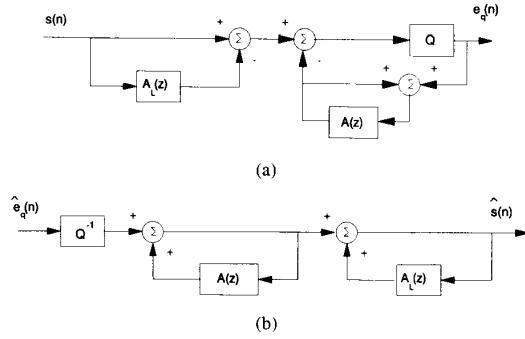 s(n) + Σ + Σ Q e_q(n)
- -
+ Σ +
A_L(z) A(z)
(a)
ê_q(n) Q⁻¹ + Σ + Σ ŝ(n)
+ A(z) + A_L(z)
(b)